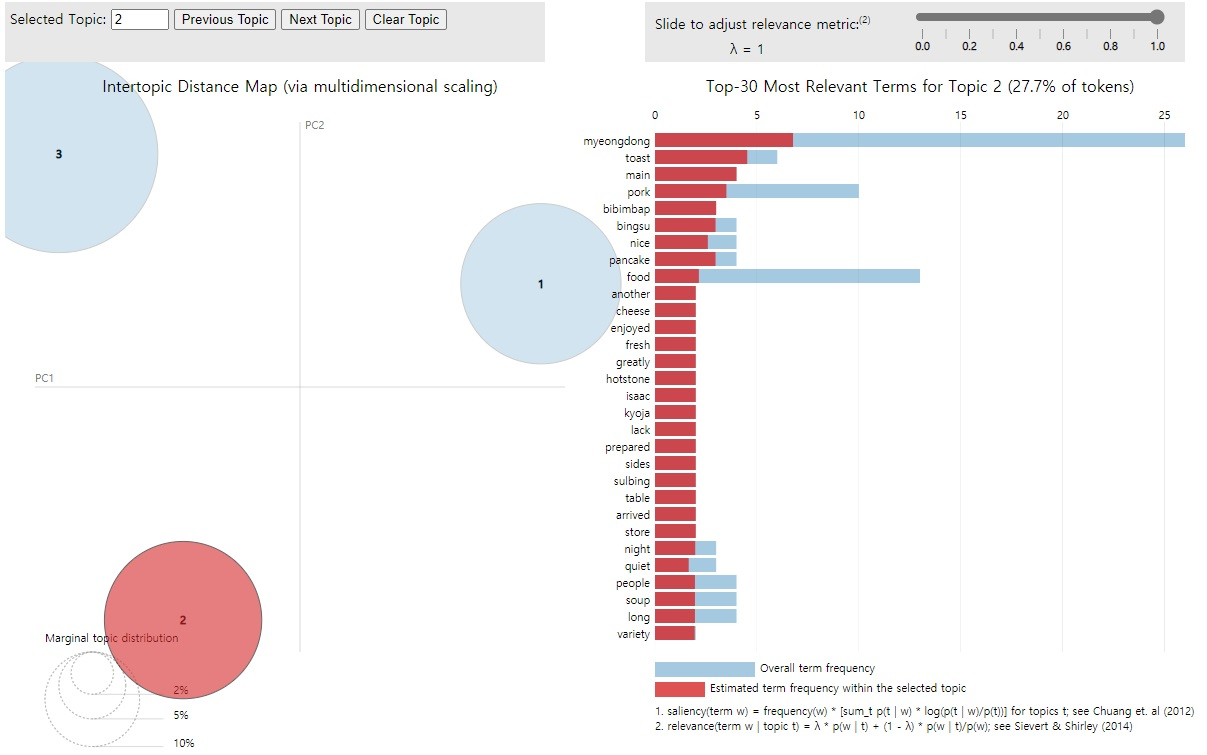 Selected Topic: 2 Previous Topic Next Topic Clear Topic
Slide to adjust relevance metric:(2)
λ = 1
0.0 0.2 0.4 0.6 0.8 1.0
Intertopic Distance Map (via multidimensional scaling)
PC2
PC1
3
1
2
Marginal topic distribution
2%
5%
10%
Top-30 Most Relevant Terms for Topic 2 (27.7% of tokens)
0 5 10 15 20 25
myeongdong
toast
main
pork
bibimbap
bingsu
nice
pancake
food
another
cheese
enjoyed
fresh
greatly
hotstone
isaac
kyoja
lack
prepared
sides
sulbing
table
arrived
store
night
quiet
people
soup
long
variety
Overall term frequency
Estimated term frequency within the selected topic
1. saliency(term w) = frequency(w) * [sum_t p(t | w) * log(p(t | w)/p(t))] for topics t; see Chuang et. al (2012)
2. relevance(term w | topic t) = λ * p(w | t) + (1 - λ) * p(w | t)/p(w); see Sievert & Shirley (2014)